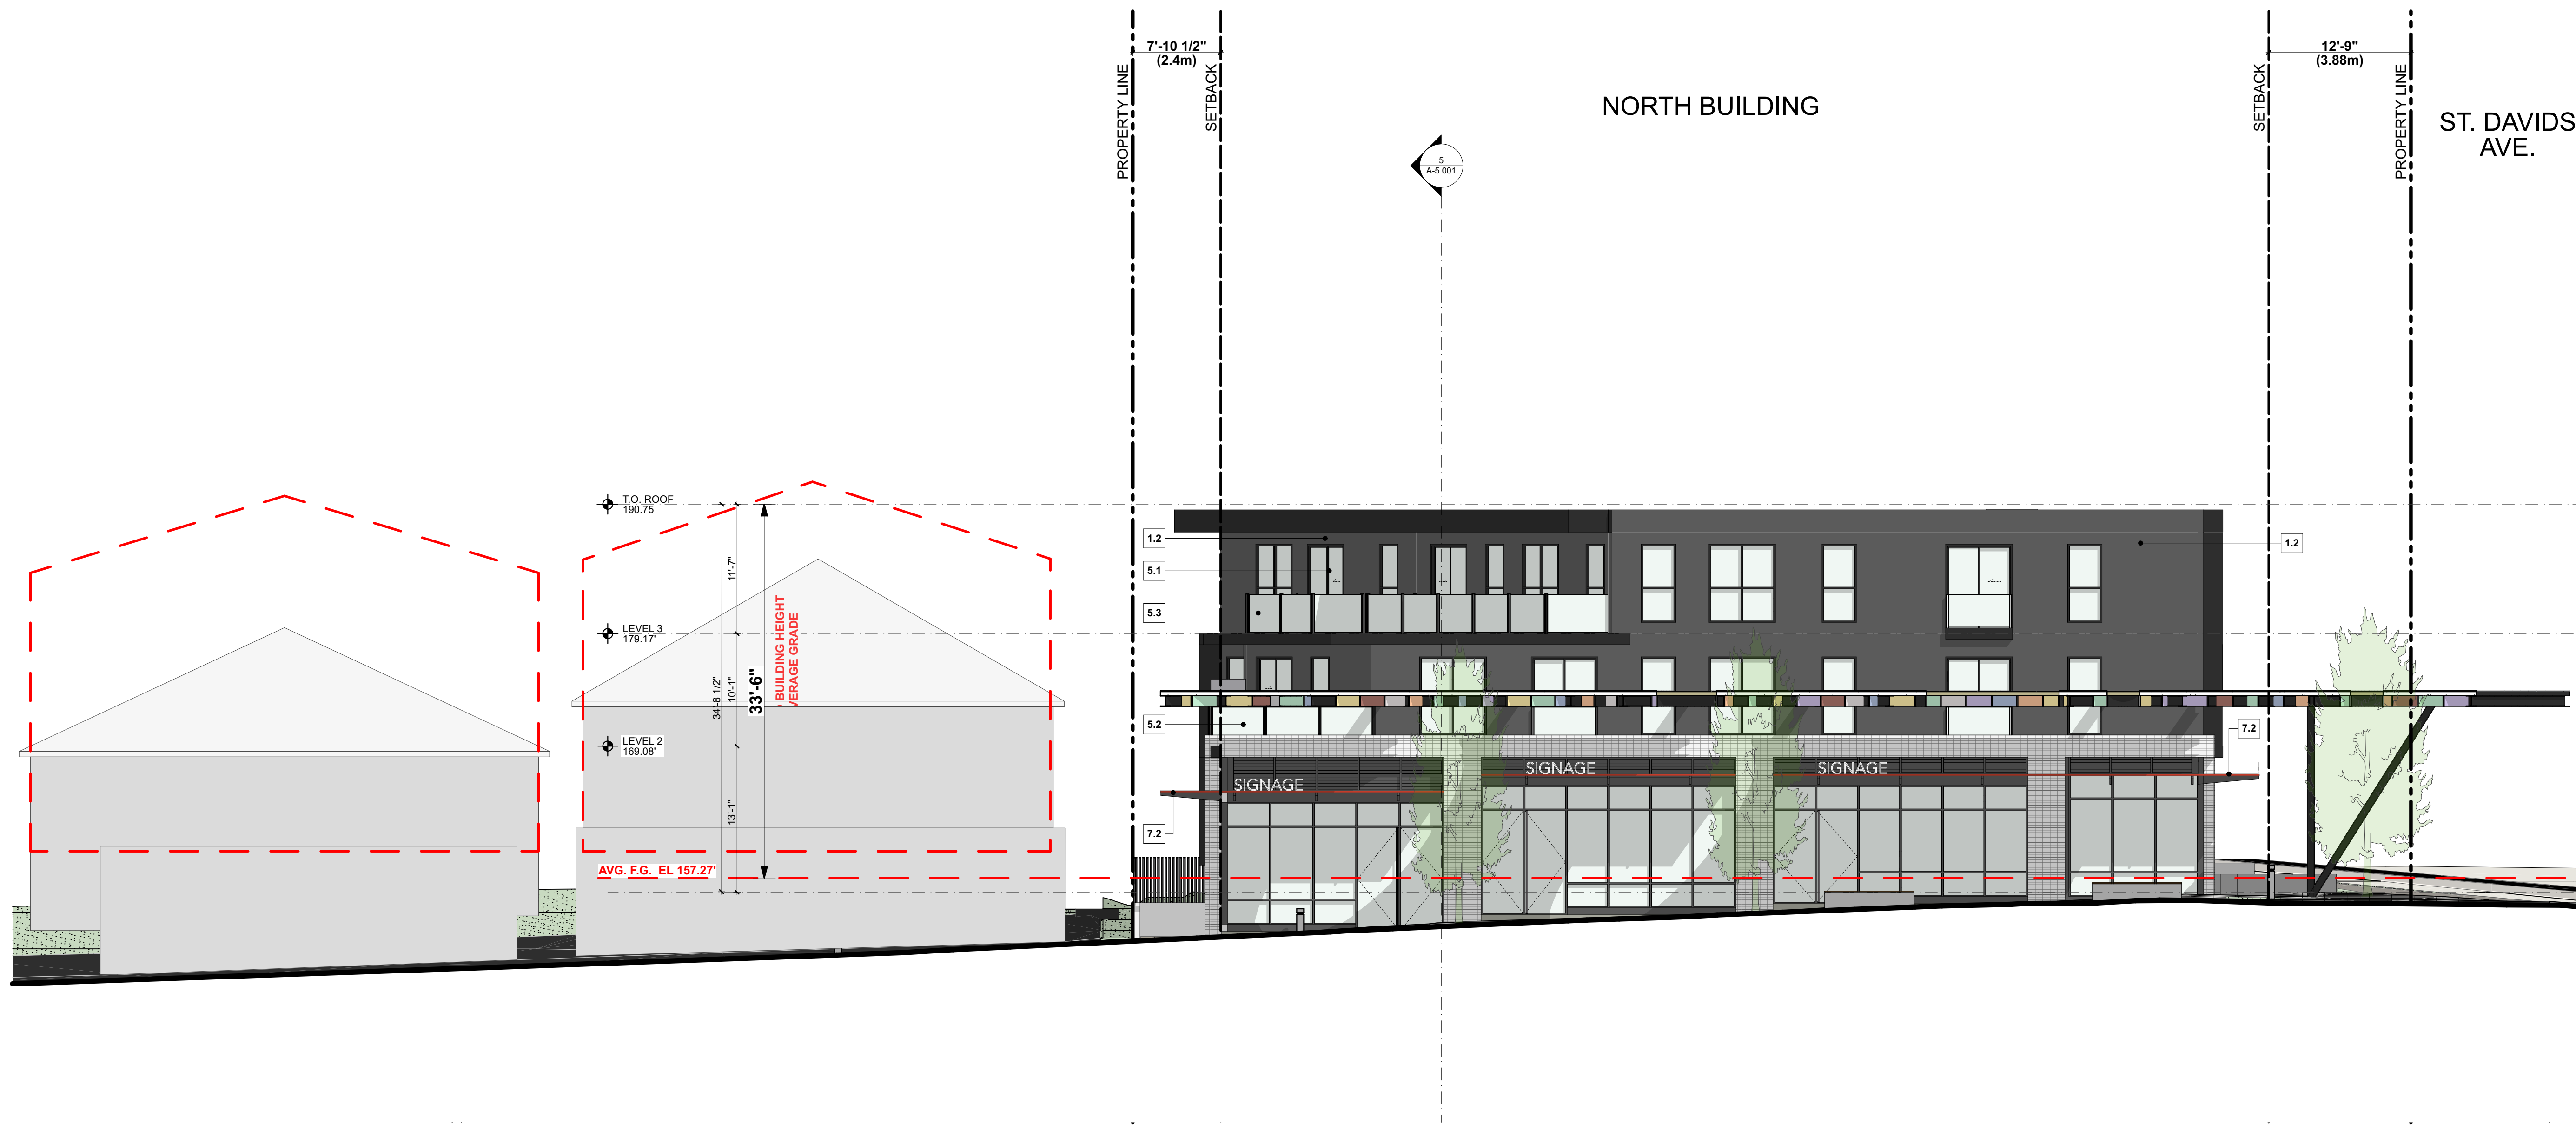 7'-10 1/2"
(2.4m)
PROPERTY LINE
SETBACK
NORTH BUILDING
5
A-5.001
12'-9"
(3.88m)
SETBACK
PROPERTY LINE
ST. DAVIDS
AVE.
T.O. ROOF
190.75
11'-7"
LEVEL 3
179.17'
BUILDING HEIGHT
VERAGE GRADE
33'-6"
34'-8 1/2"
10'-1"
LEVEL 2
169.08'
13'-1"
AVG. F.G. EL 157.27'
1.2
5.1
5.3
5.2
7.2
1.2
7.2
SIGNAGE
SIGNAGE
SIGNAGE